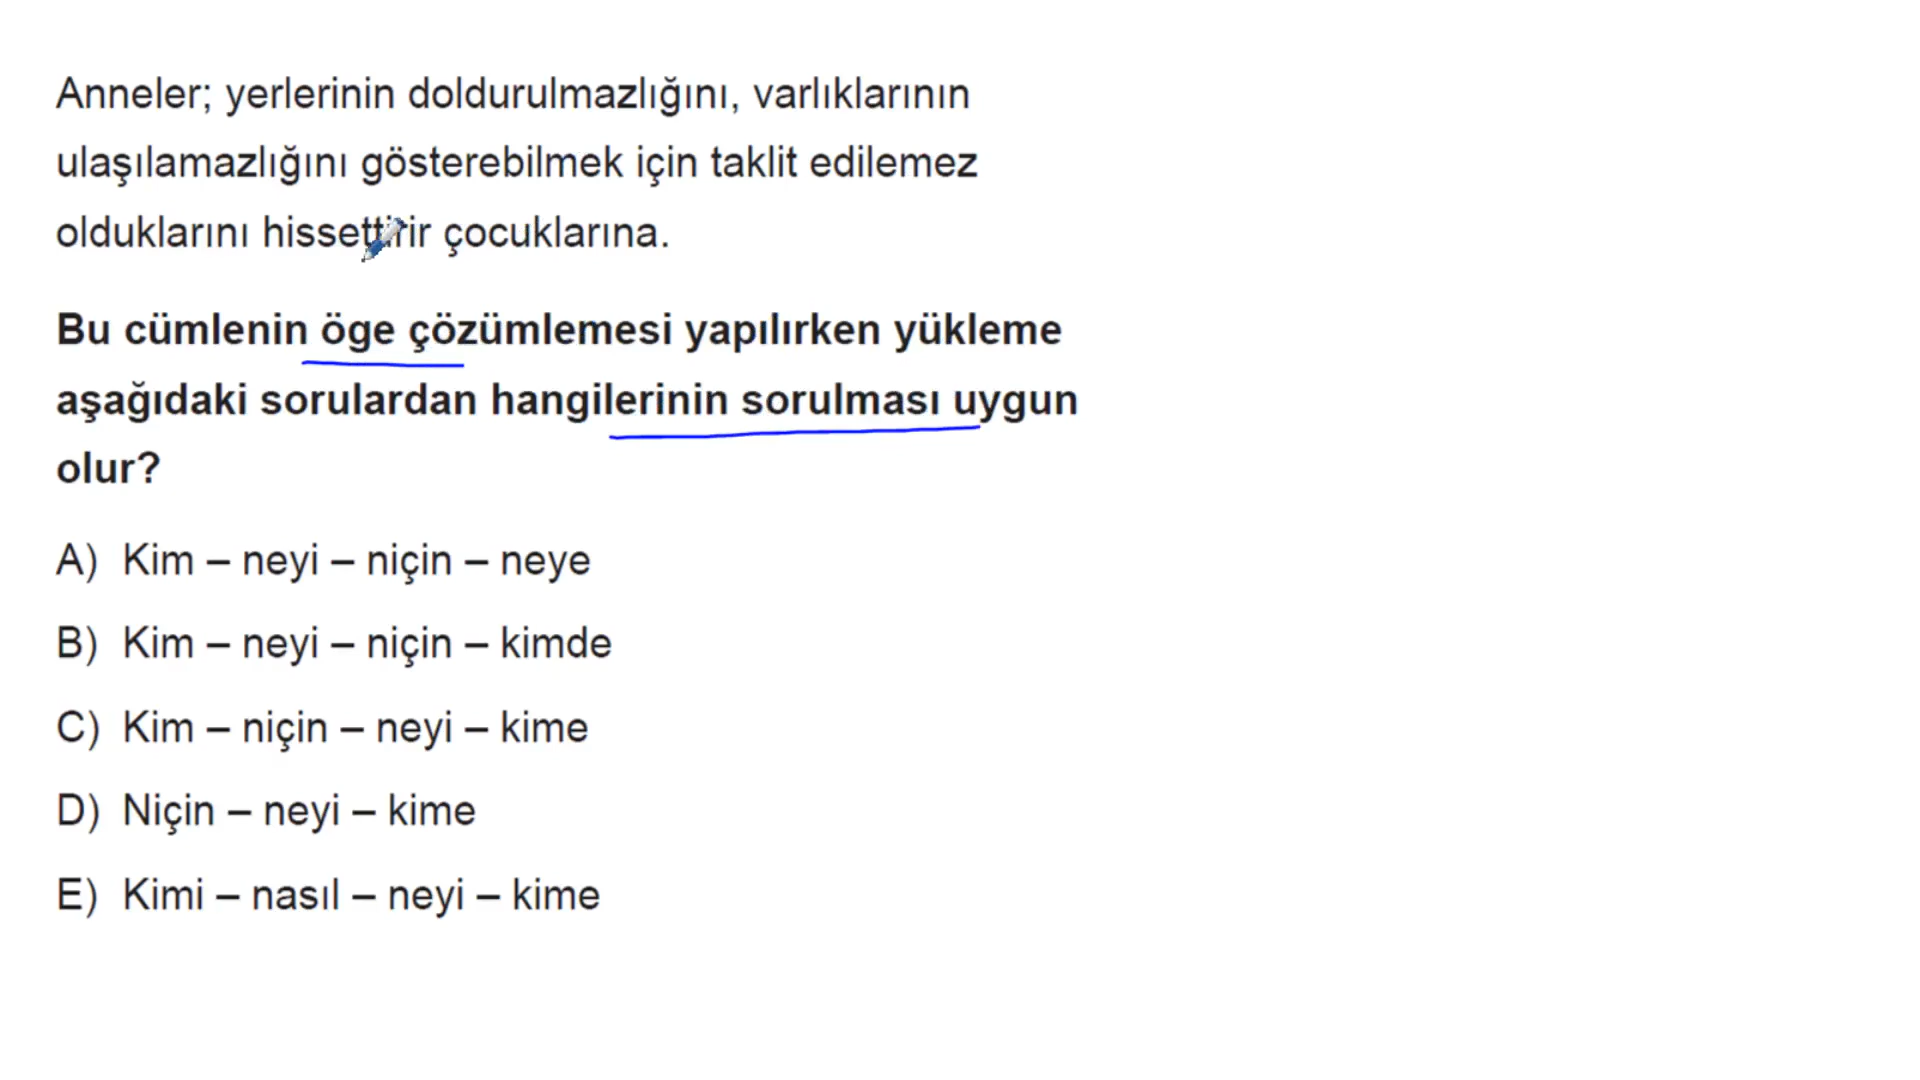 Anneler; yerlerinin doldurulmazlığını, varlıklarının
ulaşılamazlığını gösterebilmek için taklit edilemez
olduklarını hissettirir çocuklarına.
Bu cümlenin öge çözümlemesi yapılırken yükleme
aşağıdaki sorulardan hangilerinin sorulması uygun
olur?
A) Kim – neyi – niçin – neye
B) Kim – neyi – niçin – kimde
C) Kim – niçin – neyi – kime
D) Niçin – neyi – kime
E) Kimi – nasıl – neyi – kime